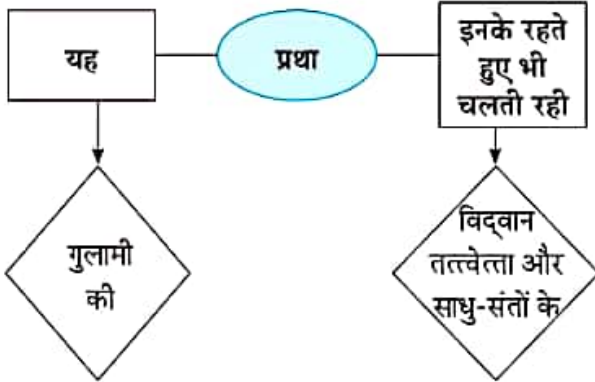 यह
प्रथा
इनके रहते
हुए भी
चलती रही
गुलामी
की
विद्‌वान
तत्त्वेत्ता और
साधु-संतों के